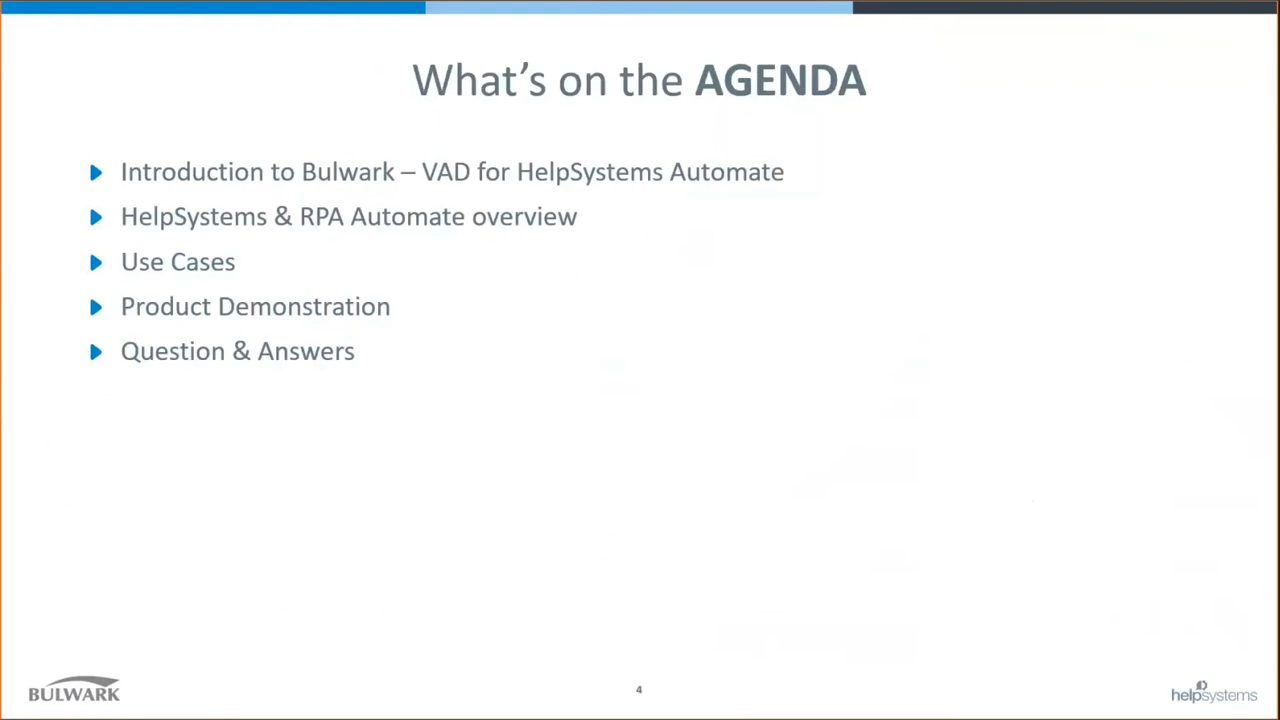 What's on the AGENDA
Introduction to Bulwark – VAD for HelpSystems Automate
HelpSystems & RPA Automate overview
Use Cases
Product Demonstration
Question & Answers
BULWARK
4
helpsystems